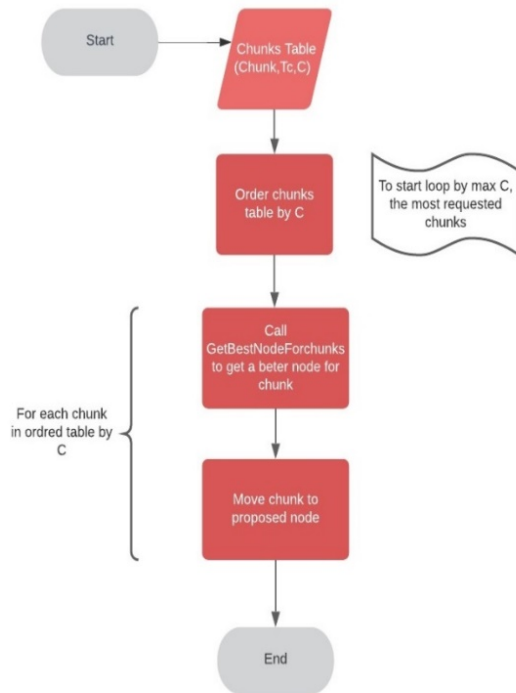 Start
Chunks Table
(Chunk,Tc,C)
Order chunks
table by C
To start loop by max C,
the most requested
chunks
Call
GetBestNodeForchunks
to get a beter node for
chunk
For each chunk
in ordred table by
C
Move chunk to
proposed node
End